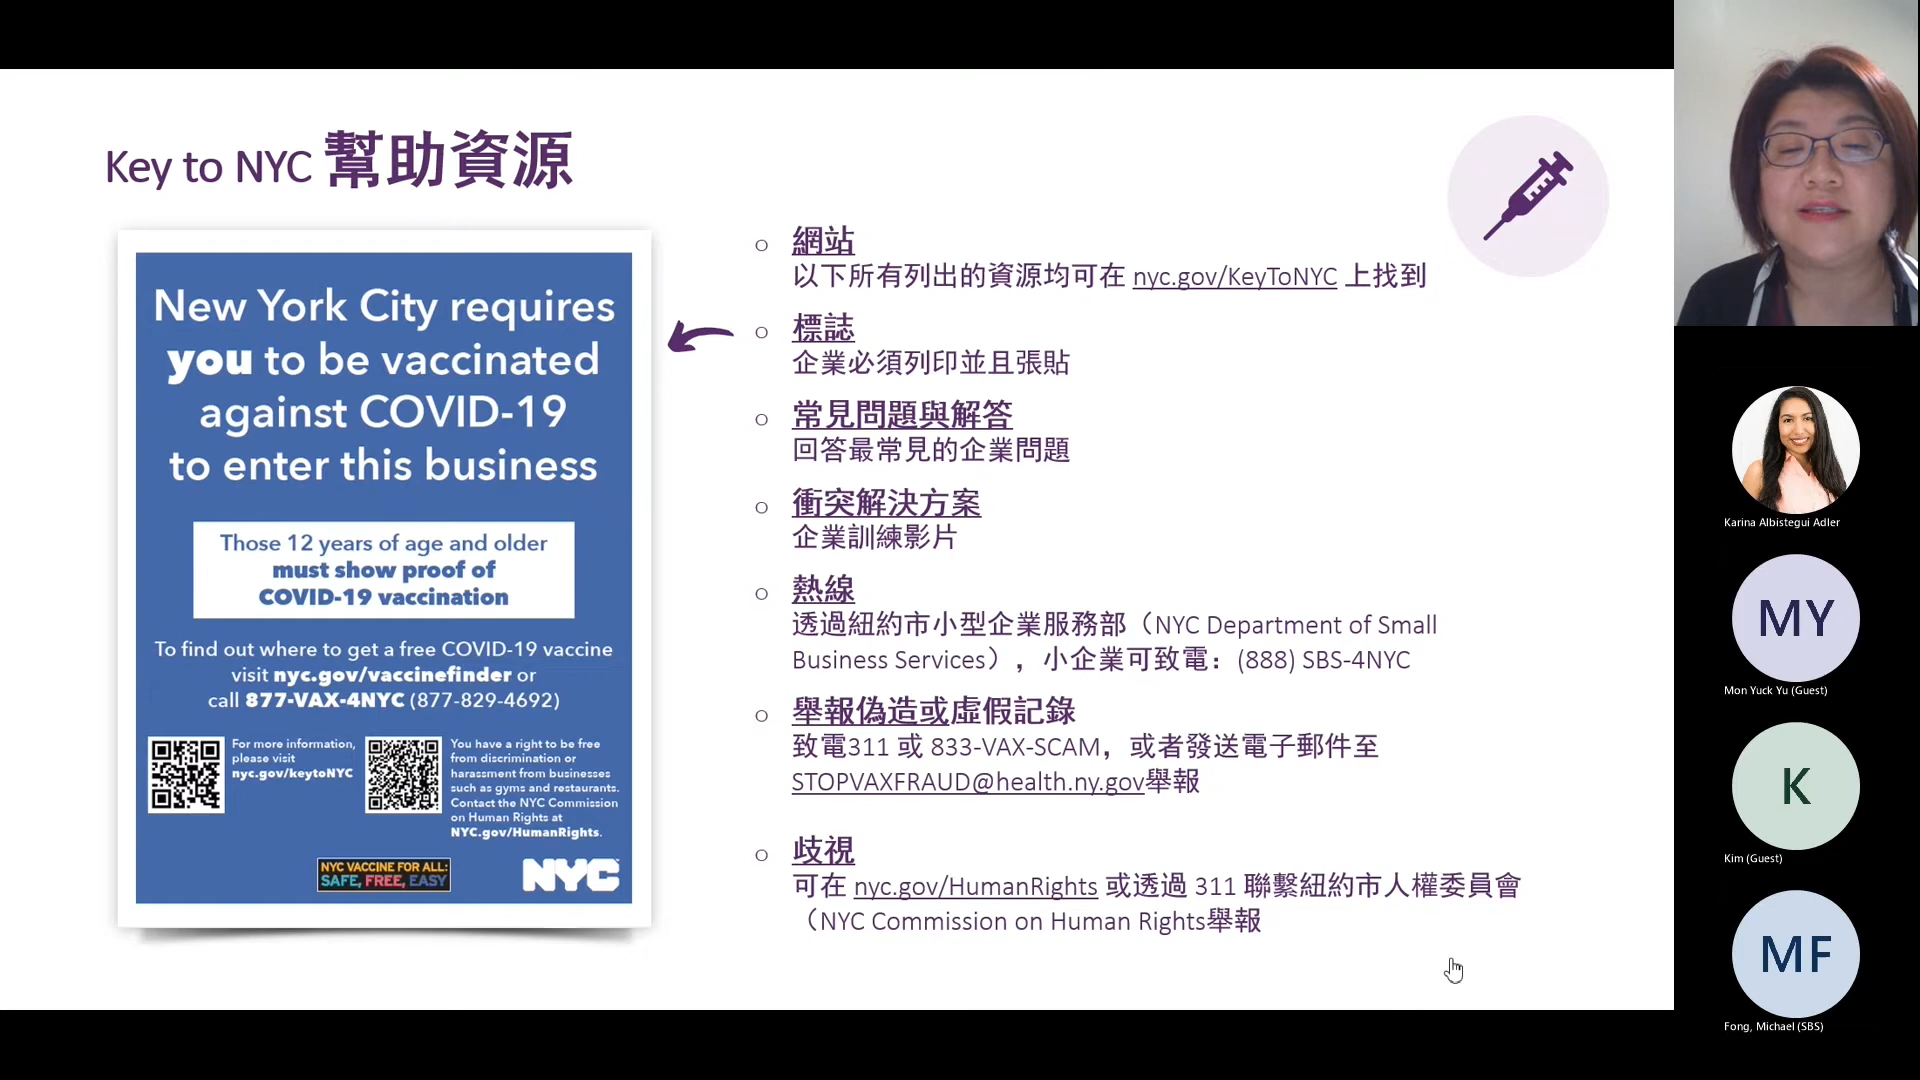 Key to NYC 幫助資源
New York City requires
you to be vaccinated
against COVID-19
to enter this business
Those 12 years of age and older
must show proof of
COVID-19 vaccination
To find out where to get a free COVID-19 vaccine
visit nyc.gov/vaccinefinder or
call 877-VAX-4NYC (877-829-4692)
For more information,
please visit
nyc.gov/keytoNYC
You have a right to be free
from discrimination or
harassment from businesses
such as gyms and restaurants.
Contact the NYC Commission
on Human Rights at
NYC.gov/HumanRights.
NYC VACCINE FOR ALL:
SAFE, FREE, EASY
NYC
網站
以下所有列出的資源均可在 nyc.gov/KeyToNYC 上找到
標誌
企業必須列印並且張貼
常見問題與解答
回答最常見的企業問題
衝突解決方案
企業訓練影片
熱線
透過紐約市小型企業服務部（NYC Department of Small
Business Services），小企業可致電：(888) SBS-4NYC
舉報偽造或虛假記錄
致電311 或 833-VAX-SCAM，或者發送電子郵件至
STOPVAXFRAUD@health.ny.gov舉報
歧視
可在 nyc.gov/HumanRights 或透過 311 聯繫紐約市人權委員會
（NYC Commission on Human Rights舉報
Karina Albistegui Adler
MY
Mon Yuck Yu (Guest)
K
Kim (Guest)
MF
Fong, Michael (SBS)